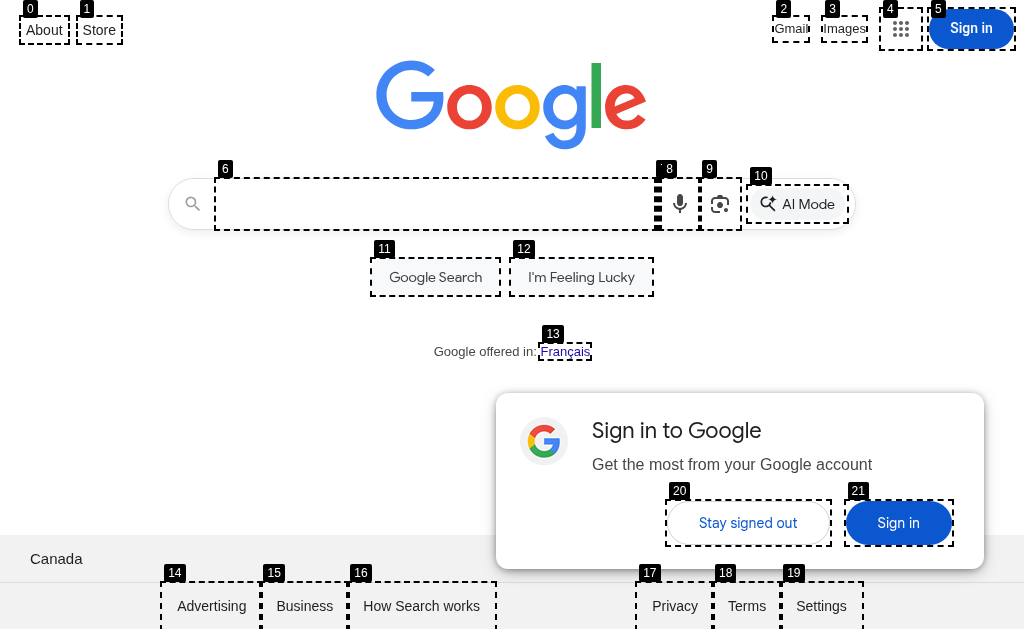 0 1 2 3 4 5
About Store Gmail Images Sign in
Google
6 8 9 10
AI Mode
11 12
Google Search I'm Feeling Lucky
13
Google offered in: Français
Sign in to Google
Get the most from your Google account
20 21
Stay signed out Sign in
Canada
14 15 16 17 18 19
Advertising Business How Search works Privacy Terms Settings